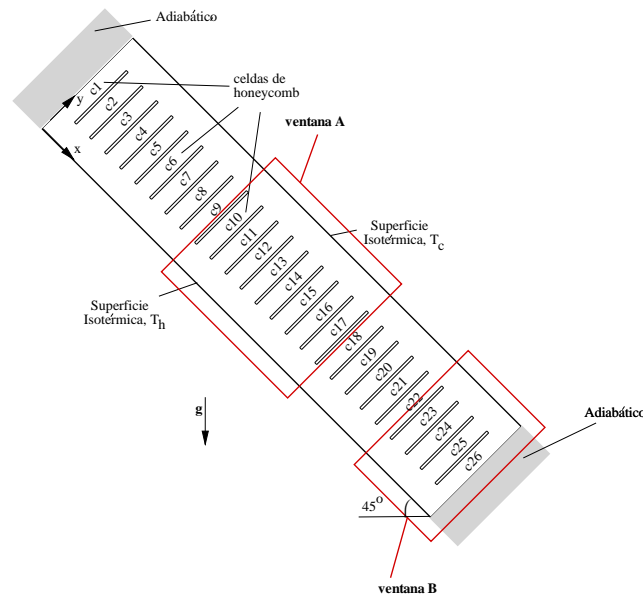 Adiabático
celdas de
honeycomb
ventana A
c1
c2
c3
c4
c5
c6
c7
c8
c9
c10
c11
c12
c13
c14
c15
c16
c17
c18
c19
c20
c21
c22
c23
c24
c25
c26
y
x
Superficie
Isotérmica, Tc
Superficie
Isotérmica, Th
g
Adiabático
45º
ventana B